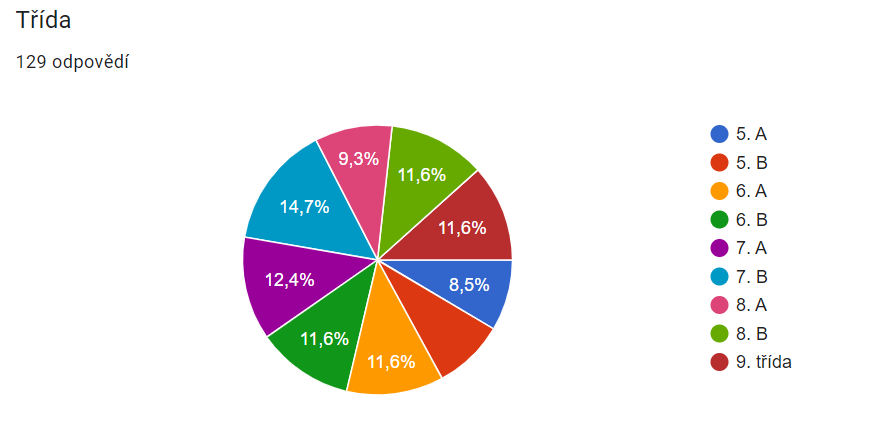 Třída
129 odpovědí
9,3%
11,6%
14,7%
11,6%
12,4%
8,5%
11,6%
11,6%
5. A
5. B
6. A
6. B
7. A
7. B
8. A
8. B
9. třída